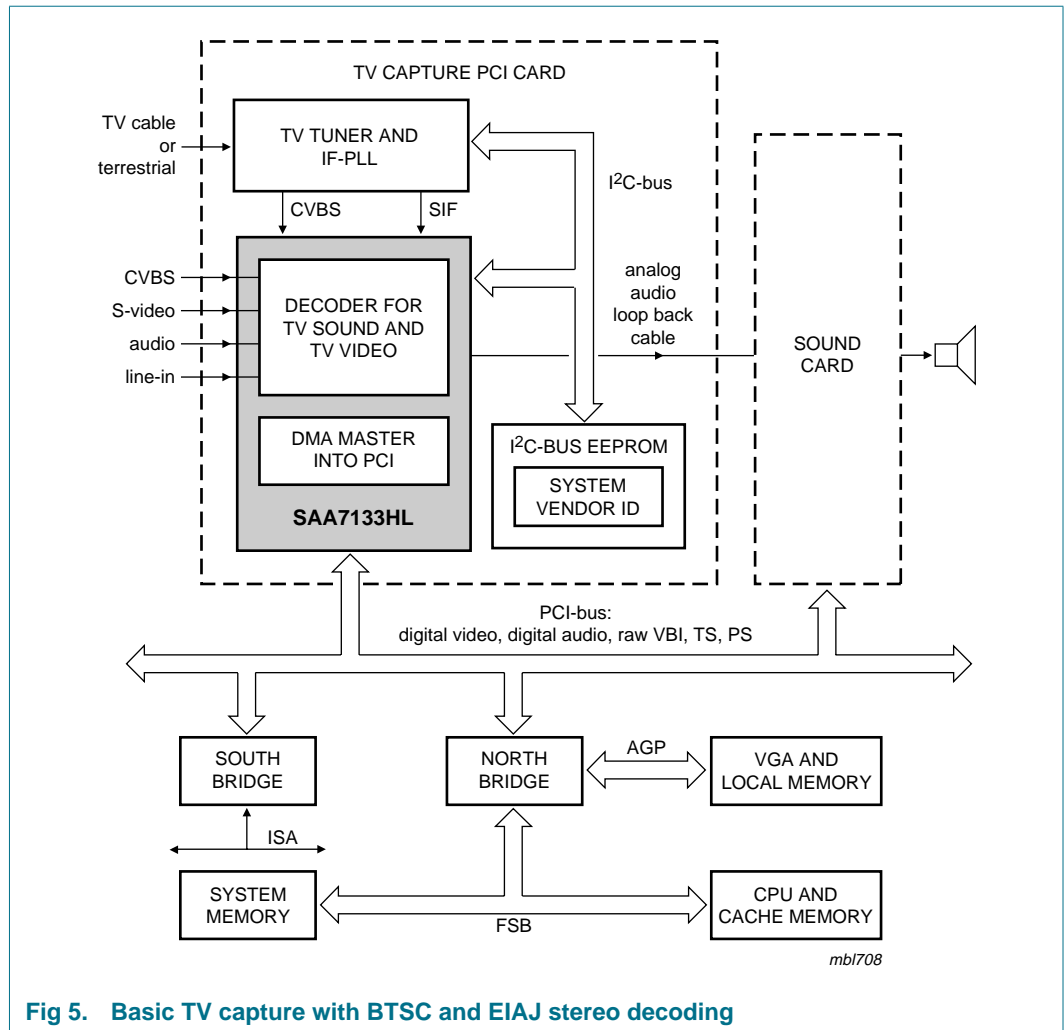 TV CAPTURE PCI CARD
TV cable
or
terrestrial
TV TUNER AND
IF-PLL
I2C-bus
CVBS
SIF
CVBS
S-video
audio
line-in
DECODER FOR
TV SOUND AND
TV VIDEO
analog
audio
loop back
cable
SOUND
CARD
DMA MASTER
INTO PCI
SAA7133HL
I2C-BUS EEPROM
SYSTEM
VENDOR ID
PCI-bus:
digital video, digital audio, raw VBI, TS, PS
SOUTH
BRIDGE
NORTH
BRIDGE
AGP
VGA AND
LOCAL MEMORY
ISA
SYSTEM
MEMORY
FSB
CPU AND
CACHE MEMORY
mbl708
Fig 5. Basic TV capture with BTSC and EIAJ stereo decoding